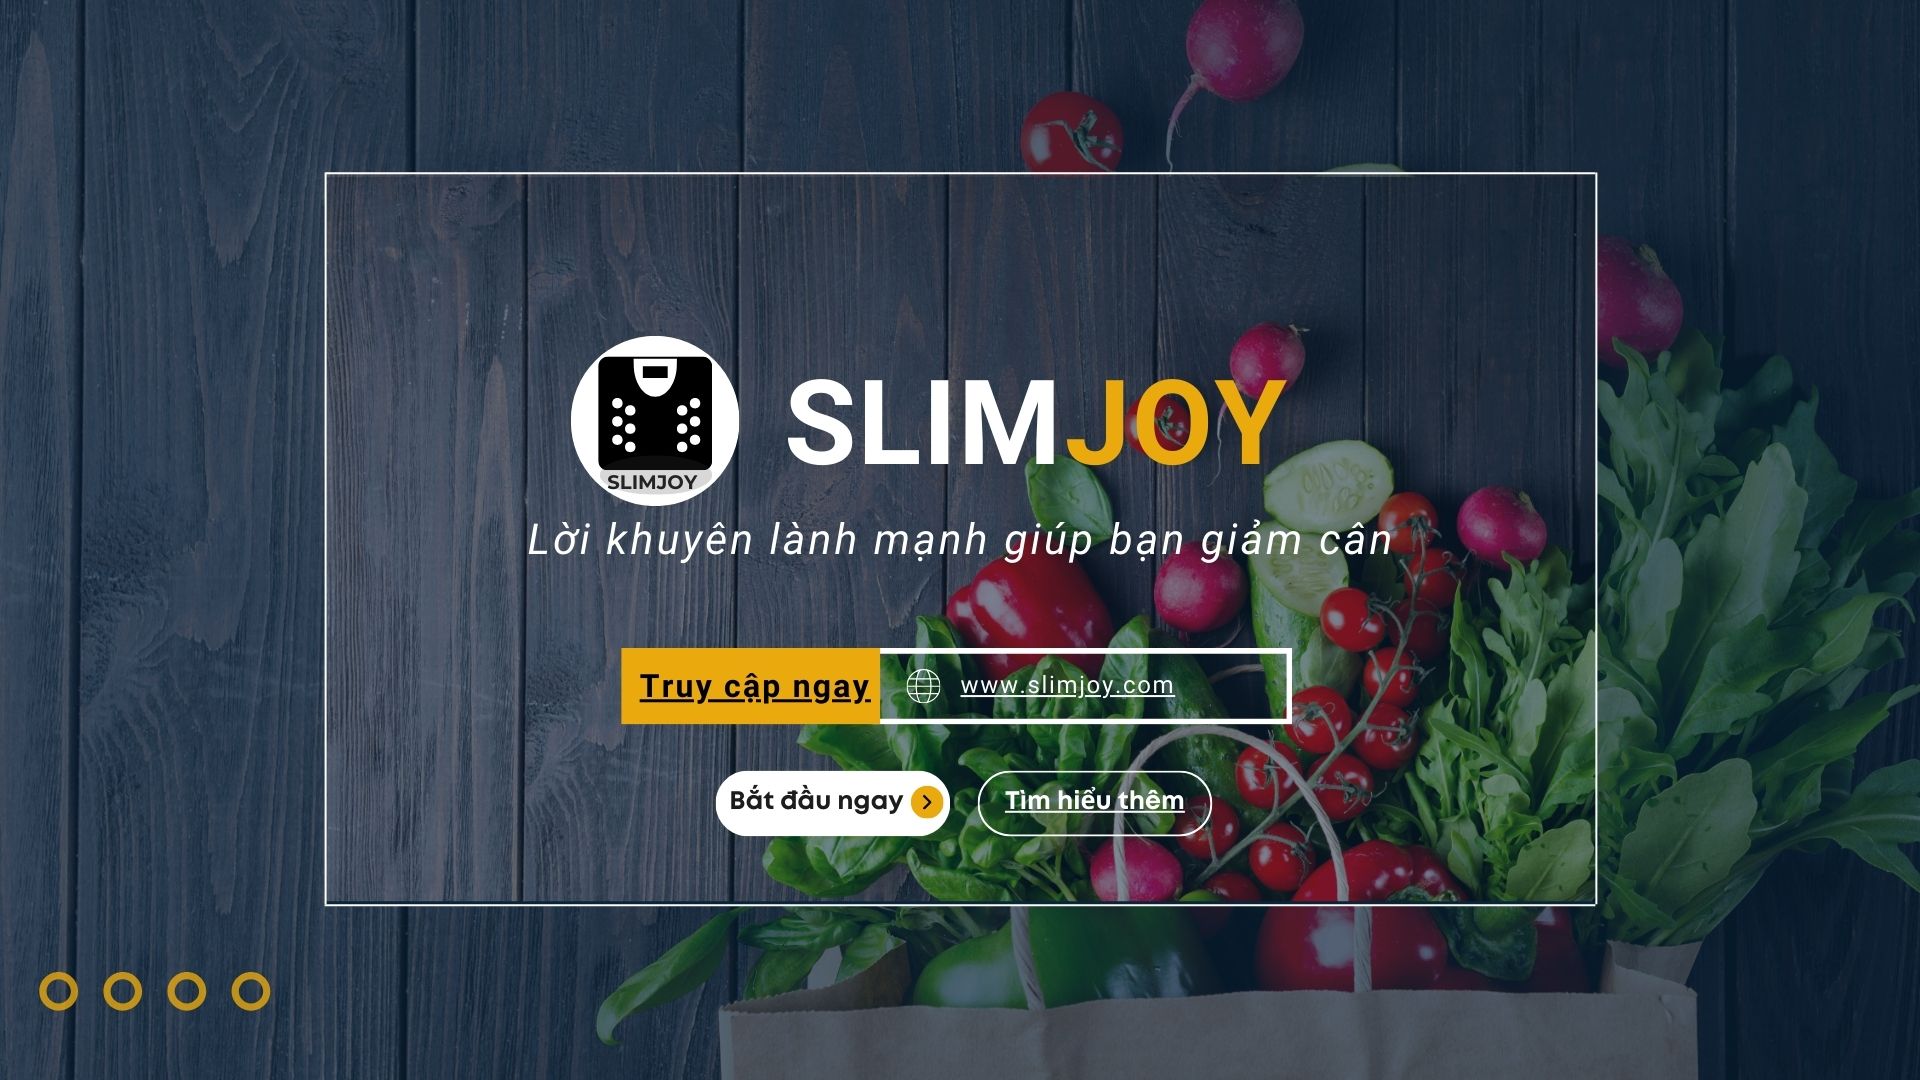 SLIMJOY
SLIMJOY
Lời khuyên lành mạnh giúp bạn giảm cân
Truy cập ngay
www.slimjoy.com
Bắt đầu ngay
Tìm hiểu thêm